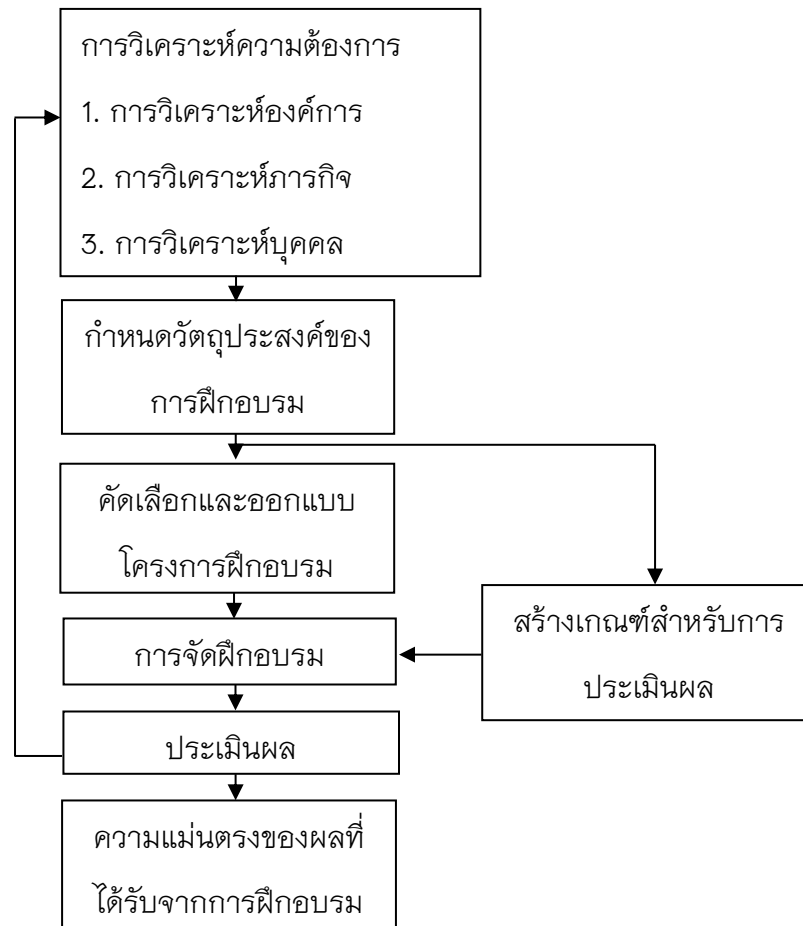 การวิเคราะห์ความต้องการ
1. การวิเคราะห์องค์การ
2. การวิเคราะห์ภารกิจ
3. การวิเคราะห์บุคคล
กำหนดวัตถุประสงค์ของ
การฝึกอบรม
คัดเลือกและออกแบบ
โครงการฝึกอบรม
สร้างเกณฑ์สำหรับการ
ประเมินผล
การจัดฝึกอบรม
ประเมินผล
ความแม่นตรงของผลที่
ได้รับจากการฝึกอบรม